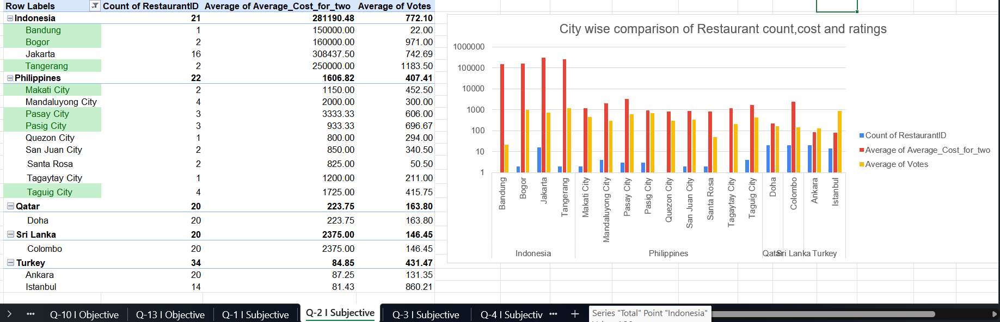 Row Labels Count of RestaurantID Average of Average_Cost_for_two Average of Votes
Indonesia 21 281190.48 772.10
Bandung 1 150000.00 22.00
Bogor 2 160000.00 971.00
Jakarta 16 308437.50 742.69
Tangerang 2 250000.00 1183.50
Philippines 22 1606.82 407.41
Makati City 2 1150.00 452.50
Mandaluyong City 4 2000.00 300.00
Pasay City 3 3333.33 606.00
Pasig City 3 933.33 696.67
Quezon City 1 800.00 294.00
San Juan City 2 850.00 340.50
Santa Rosa 2 825.00 50.50
Tagaytay City 1 1200.00 211.00
Taguig City 4 1725.00 415.75
Qatar 20 223.75 163.80
Doha 20 223.75 163.80
Sri Lanka 20 2375.00 146.45
Colombo 20 2375.00 146.45
Turkey 34 84.85 431.47
Ankara 20 87.25 131.35
Istanbul 14 81.43 860.21
City wise comparison of Restaurant count,cost and ratings
1000000
100000
10000
1000
100
10
1
Bandung
Bogor
Jakarta
Tangerang
Makati City
Mandaluyong City
Pasay City
Pasig City
Quezon City
San Juan City
Santa Rosa
Tagaytay City
Taguig City
Doha
Colombo
Ankara
Istanbul
Indonesia Philippines Qatar Sri Lanka Turkey
Count of RestaurantID
Average of Average_Cost_for_two
Average of Votes
Q-10 I Objective Q-13 I Objective Q-1 I Subjective Q-2 I Subjective Q-3 I Subjective Q-4 I Subjectiv
Series "Total" Point "Indonesia"